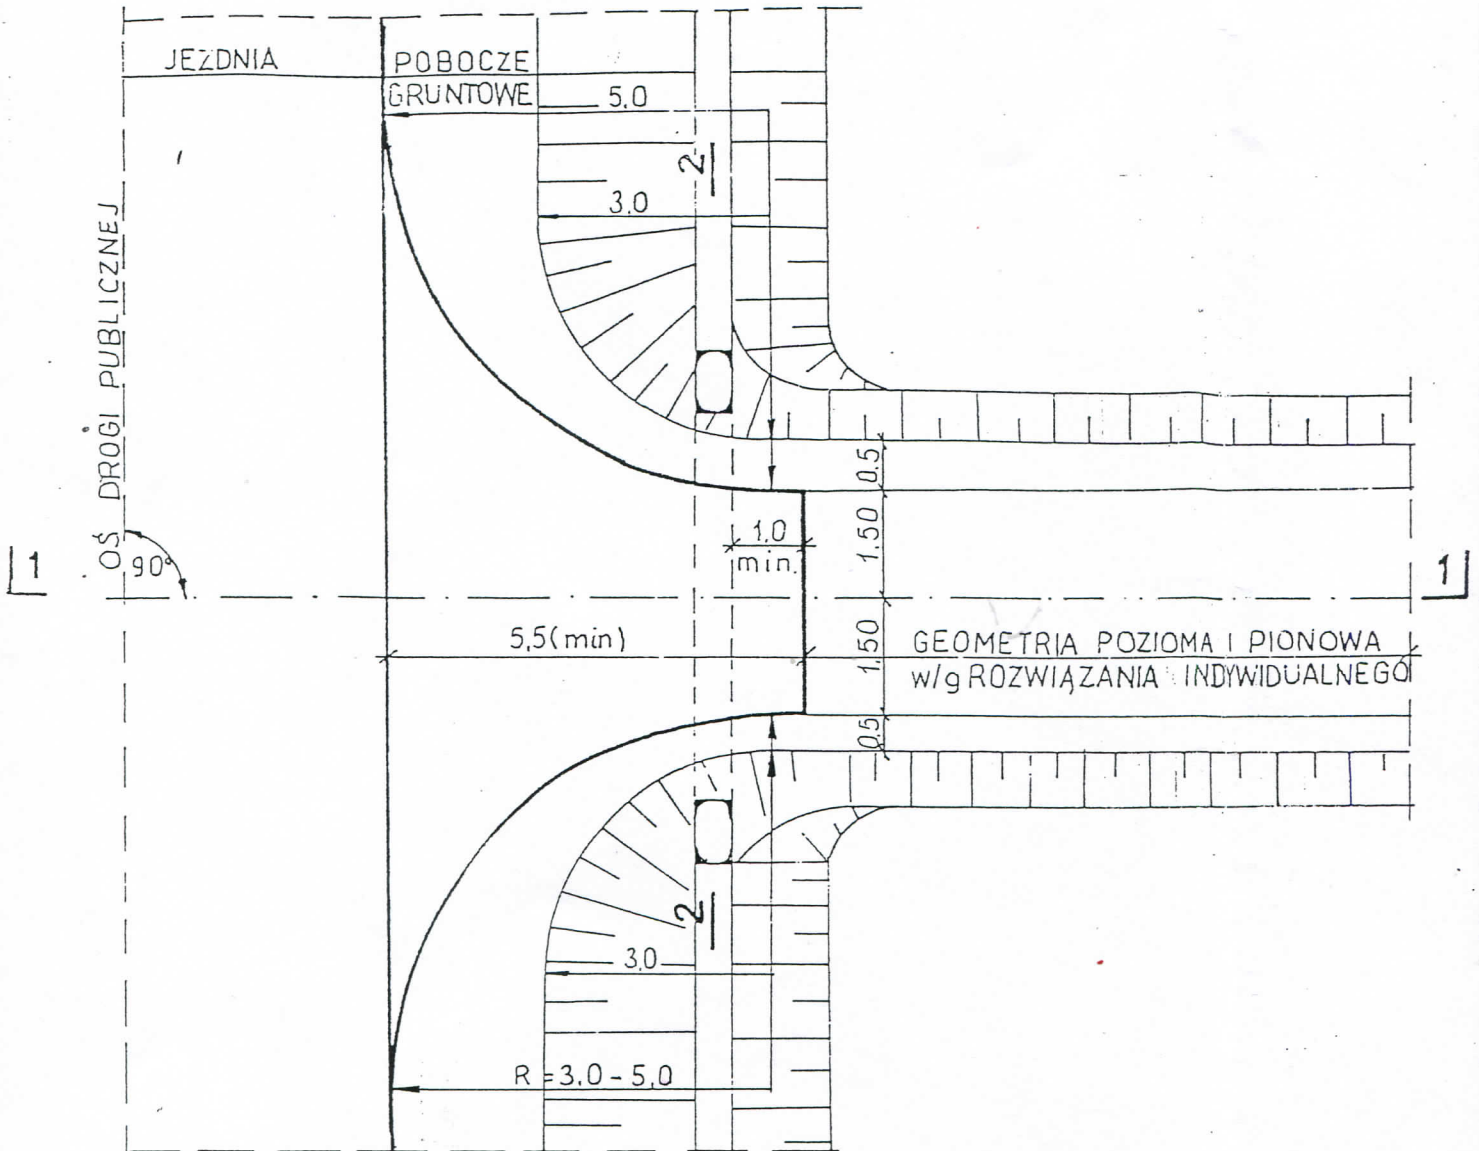 JEZDNIA
POBOCZE
GRUNTOWE
5,0
2
3,0
OŚ DROGI PUBLICZNEJ
90°
1
0.5
1,50
1,0
min.
1
5,5(min)
1,50
GEOMETRIA POZIOMA I PIONOWA
w/g ROZWIĄZANIA INDYWIDUALNEGO
0,5
2
3,0
R=3,0-5,0